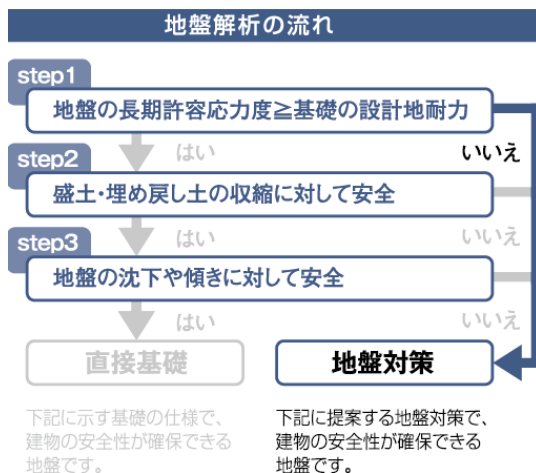 地盤解析の流れ
step1
地盤の長期許容応力度≧基礎の設計地耐力
はい
いいえ
step2
盛土・埋め戻し土の収縮に対して安全
はい
いいえ
step3
地盤の沈下や傾きに対して安全
はい
いいえ
直接基礎
地盤対策
下記に示す基礎の仕様で、
建物の安全性が確保できる
地盤です。
下記に提案する地盤対策で、
建物の安全性が確保できる
地盤です。